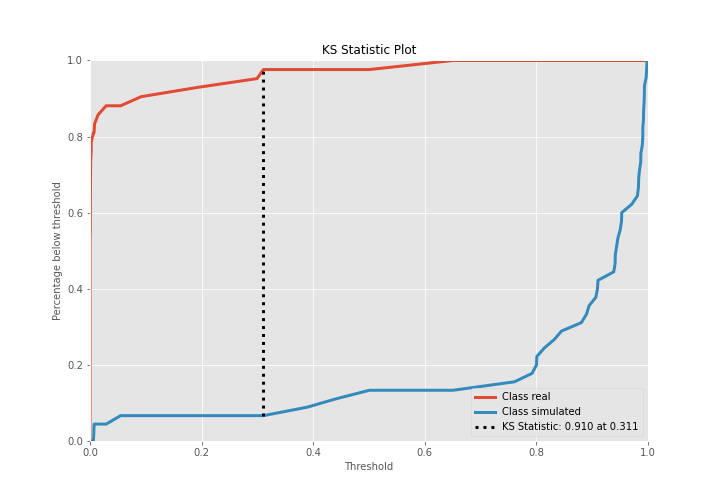 KS Statistic Plot
1.0
0.8
0.6
0.4
0.2
0.0
Percentage below threshold
Class real
Class simulated
KS Statistic: 0.910 at 0.311
0.0 0.2 0.4 0.6 0.8 1.0
Threshold